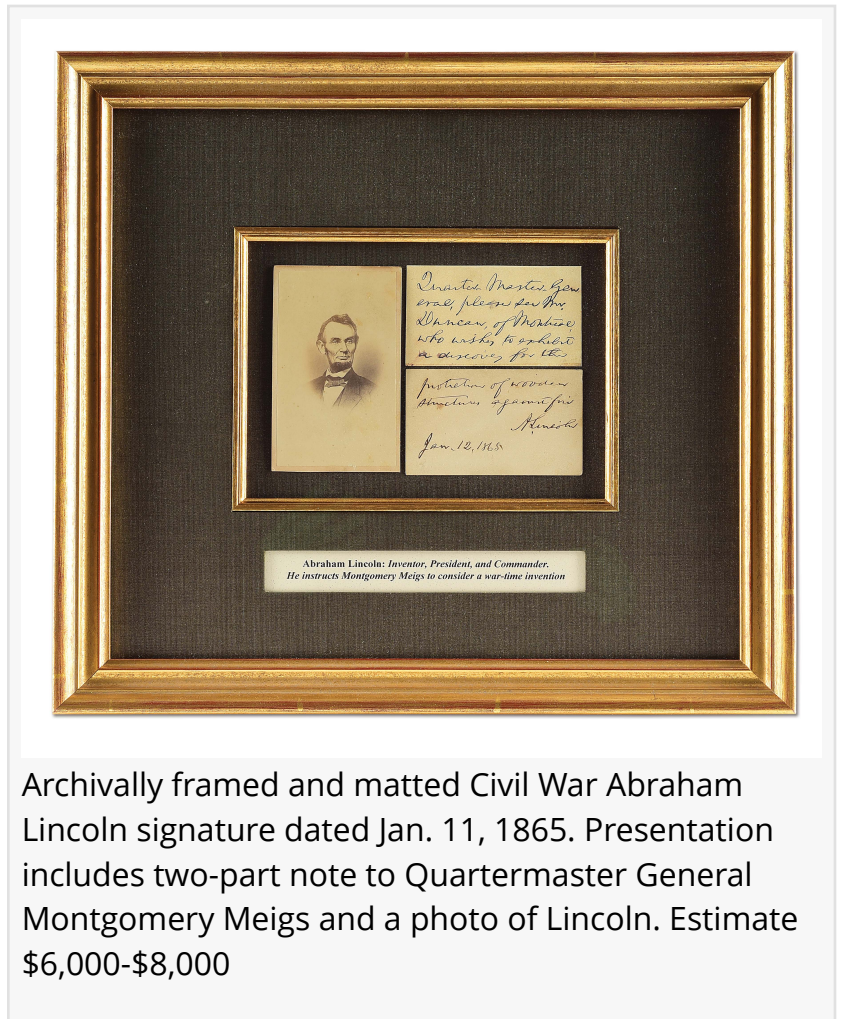 Quarter Master Gen
eral, please see Mr.
Duncan, of Montreal
who wishes to exhibit
a discovery for the
protection of wooden
structures against fire
A. Lincoln
Jan. 12, 1865
Abraham Lincoln: Inventor, President, and Commander.
He instructs Montgomery Meigs to consider a war-time invention
Archivally framed and matted Civil War Abraham
Lincoln signature dated Jan. 11, 1865. Presentation
includes two-part note to Quartermaster General
Montgomery Meigs and a photo of Lincoln. Estimate
$6,000-$8,000